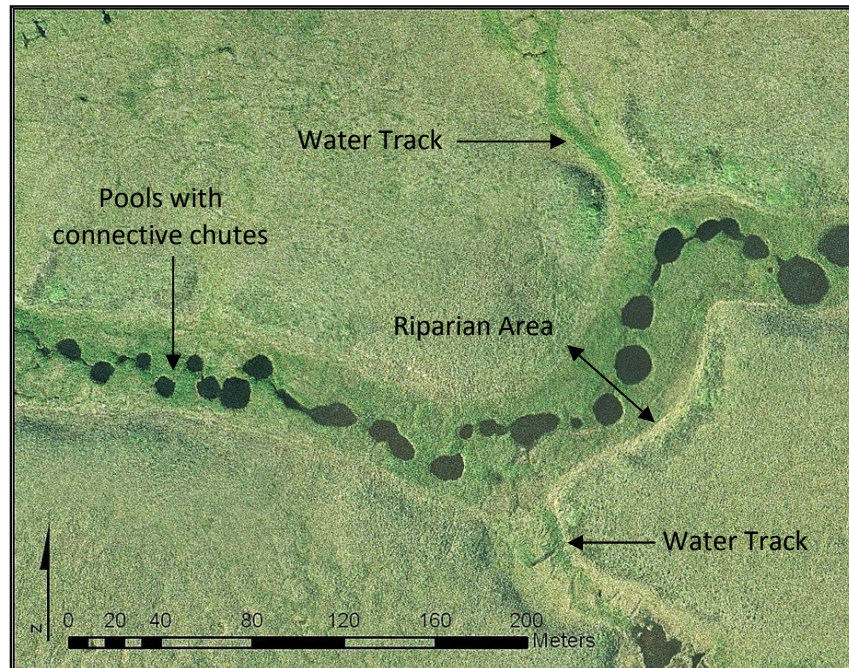 Water Track
Pools with
connective chutes
Riparian Area
Water Track
N
0 20 40 80 120 160 200
Meters